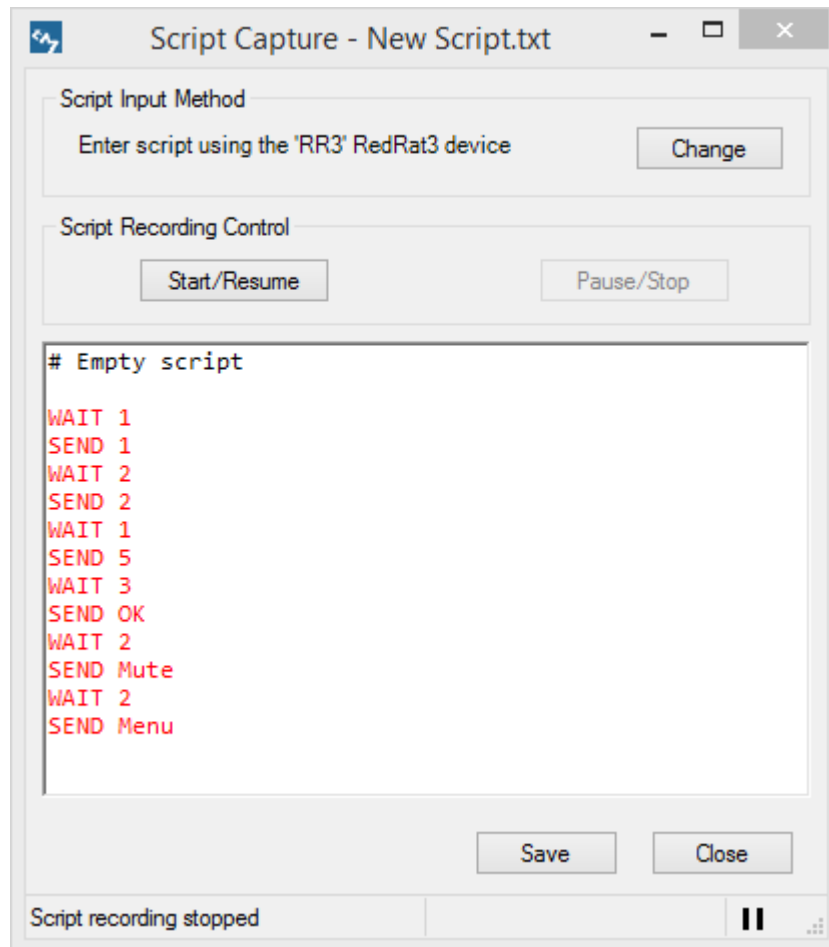 Script Capture - New Script.txt
Script Input Method
Enter script using the 'RR3' RedRat3 device
Change
Script Recording Control
Start/Resume
Pause/Stop
# Empty script
WAIT 1
SEND 1
WAIT 2
SEND 2
WAIT 1
SEND 5
WAIT 3
SEND OK
WAIT 2
SEND Mute
WAIT 2
SEND Menu
Save
Close
Script recording stopped